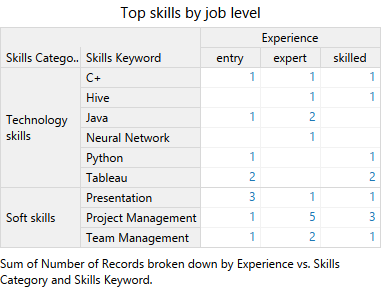 Top skills by job level
Experience
Skills Catego.. Skills Keyword entry expert skilled
Technology skills
C+ 1 1 1
Hive 1 1
Java 1 2
Neural Network 1
Python 1 1
Tableau 2 2
Soft skills
Presentation 3 1 1
Project Management 1 5 3
Team Management 1 2 1
Sum of Number of Records broken down by Experience vs. Skills
Category and Skills Keyword.